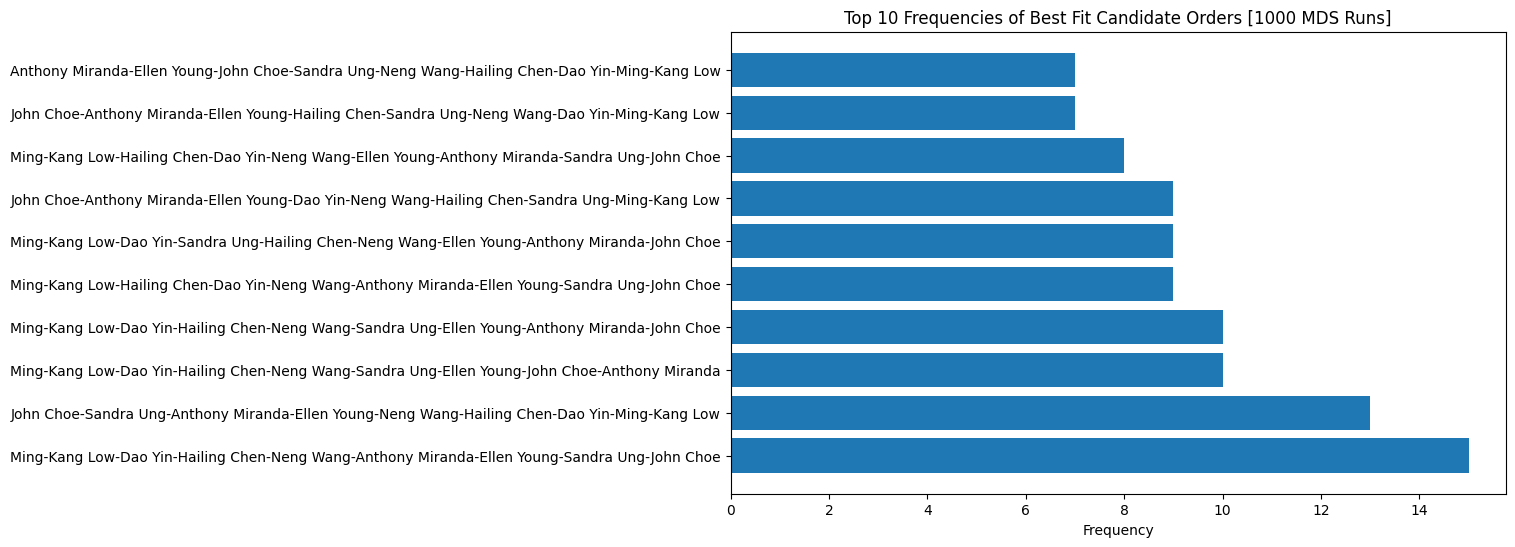 Top 10 Frequencies of Best Fit Candidate Orders [1000 MDS Runs]
Anthony Miranda-Ellen Young-John Choe-Sandra Ung-Neng Wang-Hailing Chen-Dao Yin-Ming-Kang Low
John Choe-Anthony Miranda-Ellen Young-Hailing Chen-Sandra Ung-Neng Wang-Dao Yin-Ming-Kang Low
Ming-Kang Low-Hailing Chen-Dao Yin-Neng Wang-Ellen Young-Anthony Miranda-Sandra Ung-John Choe
John Choe-Anthony Miranda-Ellen Young-Dao Yin-Neng Wang-Hailing Chen-Sandra Ung-Ming-Kang Low
Ming-Kang Low-Dao Yin-Sandra Ung-Hailing Chen-Neng Wang-Ellen Young-Anthony Miranda-John Choe
Ming-Kang Low-Hailing Chen-Dao Yin-Neng Wang-Anthony Miranda-Ellen Young-Sandra Ung-John Choe
Ming-Kang Low-Dao Yin-Hailing Chen-Neng Wang-Sandra Ung-Ellen Young-Anthony Miranda-John Choe
Ming-Kang Low-Dao Yin-Hailing Chen-Neng Wang-Sandra Ung-Ellen Young-John Choe-Anthony Miranda
John Choe-Sandra Ung-Anthony Miranda-Ellen Young-Neng Wang-Hailing Chen-Dao Yin-Ming-Kang Low
Ming-Kang Low-Dao Yin-Hailing Chen-Neng Wang-Anthony Miranda-Ellen Young-Sandra Ung-John Choe
0 2 4 6 8 10 12 14
Frequency